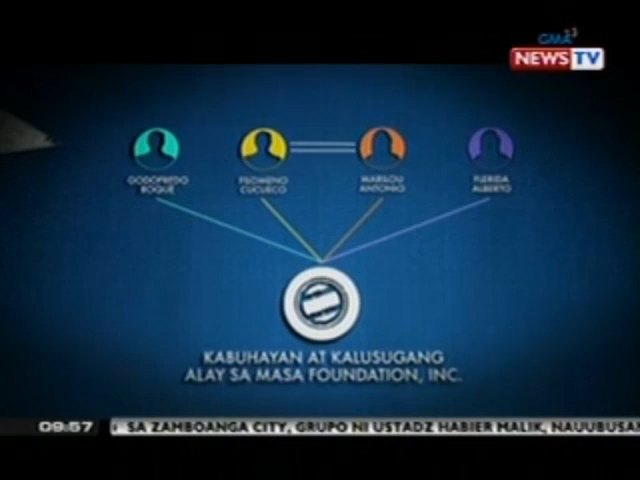 GMA
NEWS TV
GODOFREDO
ROQUE
FILOMENO
CUCUECO
MARILOU
ANTONIO
FLERIDA
ALBERTO
KABUHAYAN AT KALUSUGANG
ALAY SA MASA FOUNDATION, INC.
09:57
SA ZAMBOANGA CITY, GRUPO NI USTADZ HABIER MALIK, NAUUBUSAN